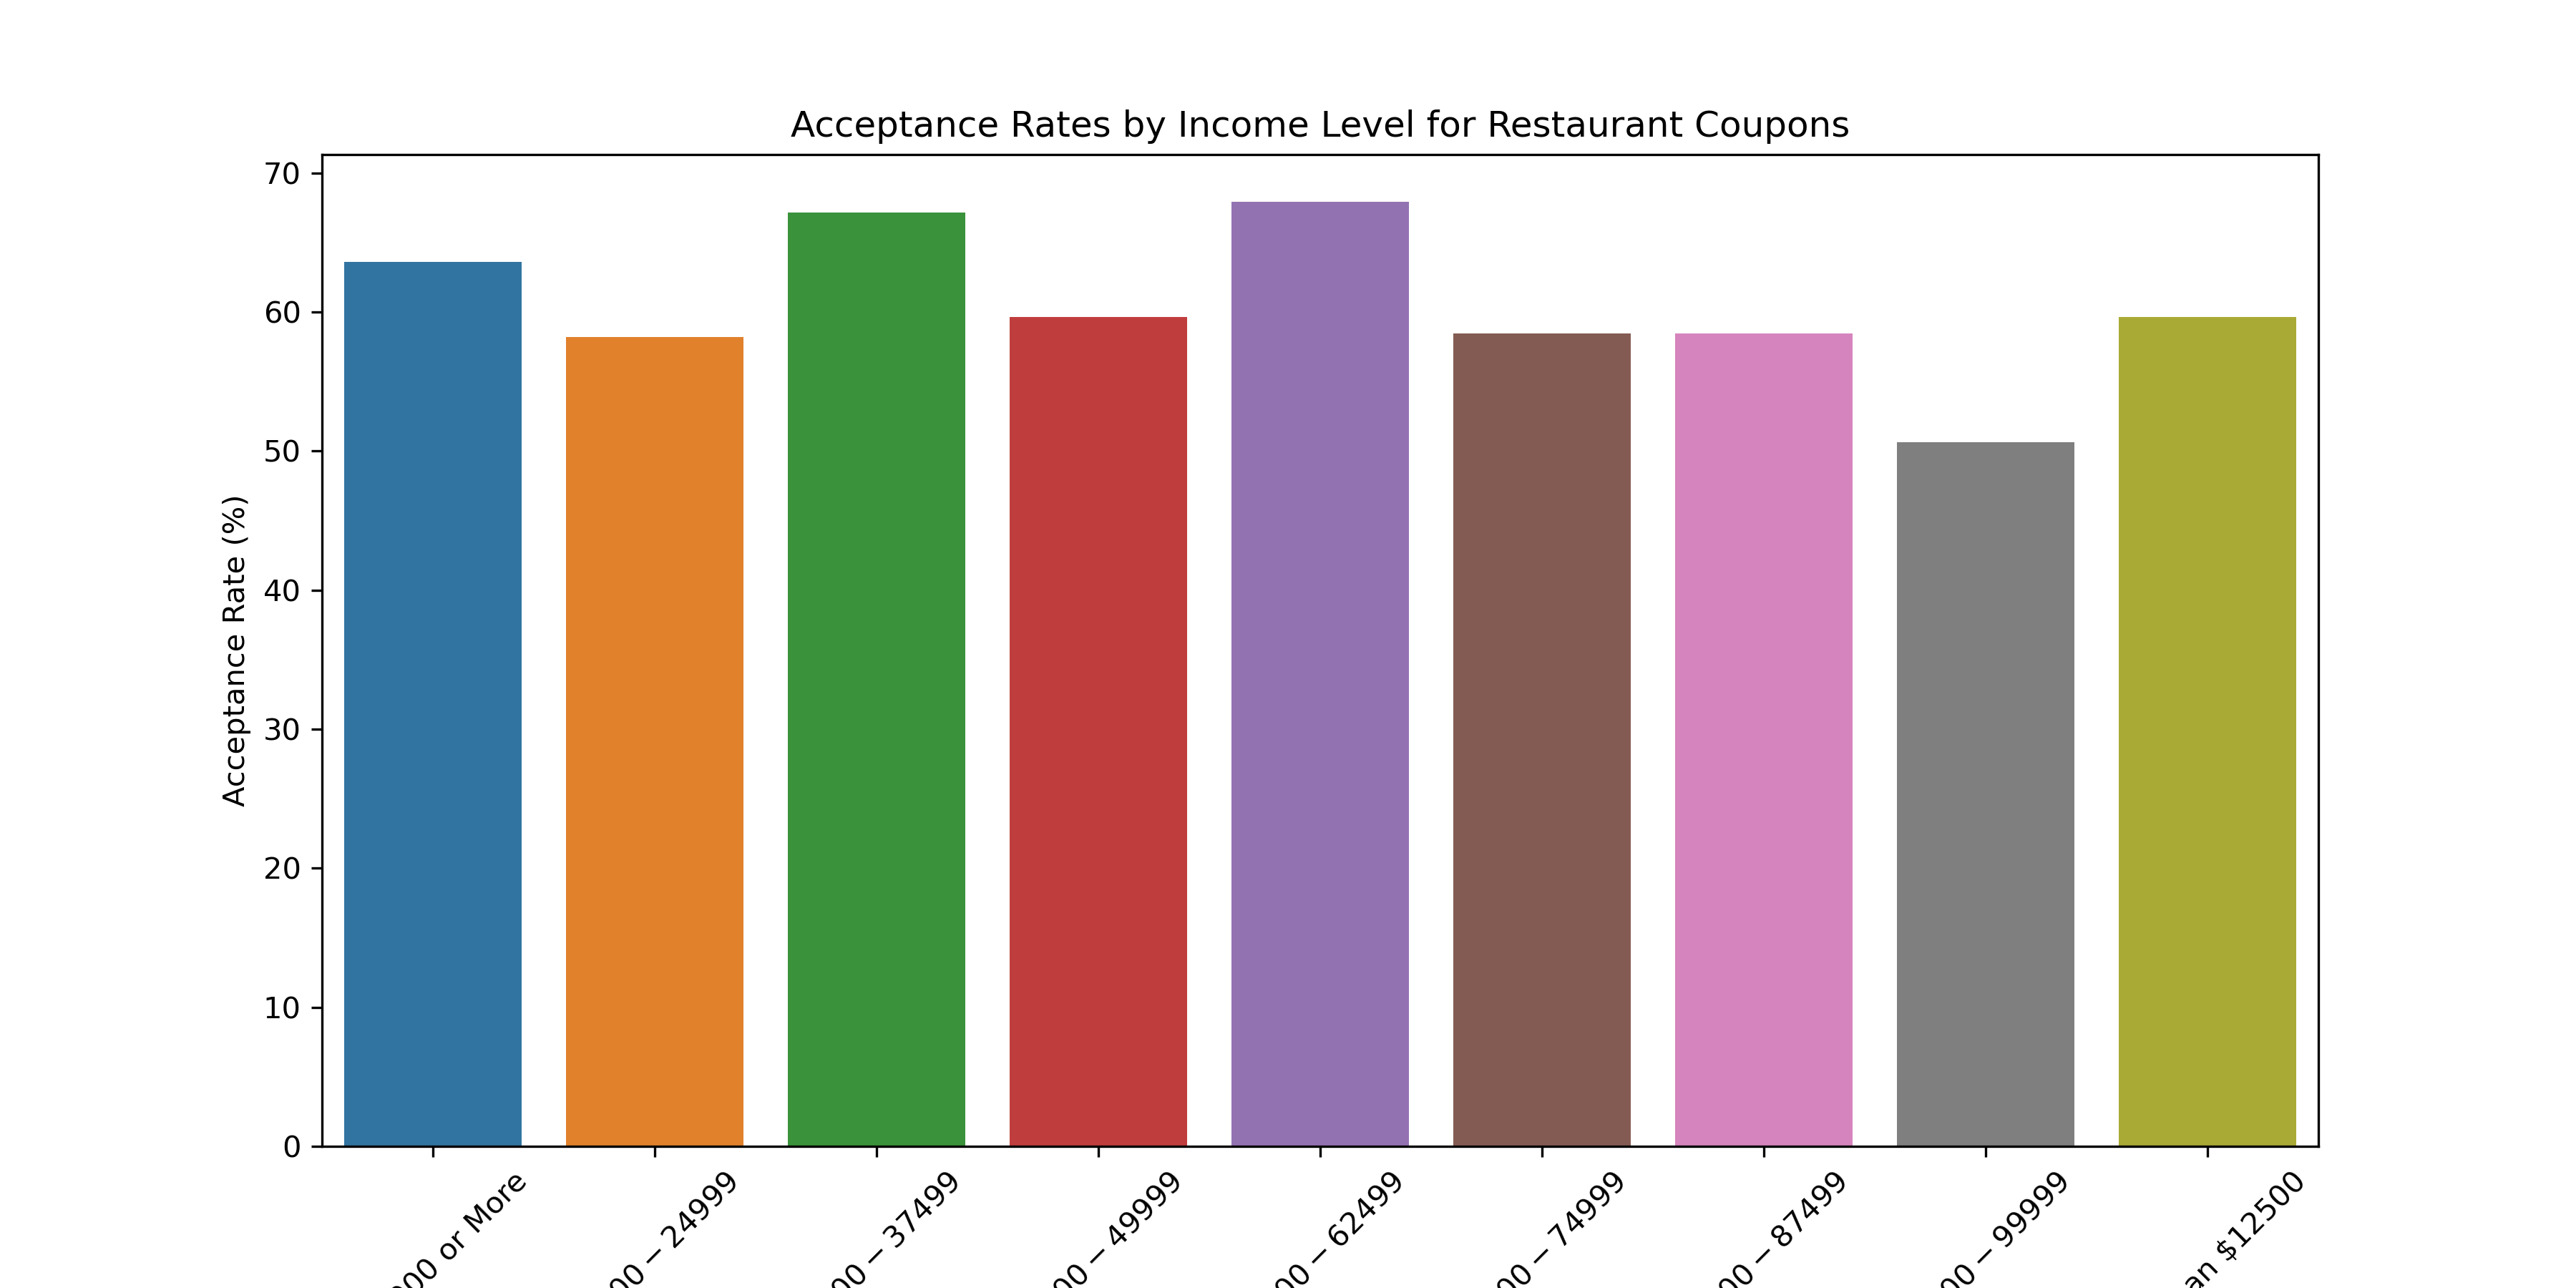 Acceptance Rates by Income Level for Restaurant Coupons
Acceptance Rate (%)
70
60
50
40
30
20
10
0
000 or More
00 − 24999
00 − 37499
00 − 49999
00 − 62499
00 − 74999
00 − 87499
00 − 99999
an $12500